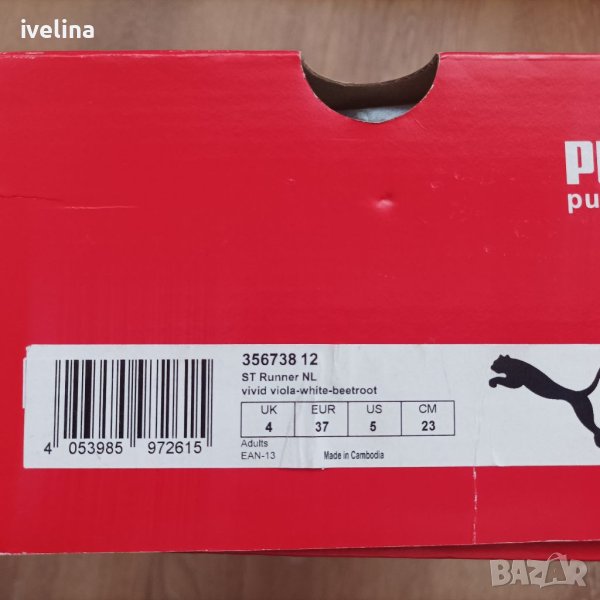 ivelina
PU
pu
356738 12
ST Runner NL
vivid viola-white-beetroot
UK EUR US CM
4 37 5 23
Adults
EAN-13 Made in Cambodia
4 053985 972615
BAZAR